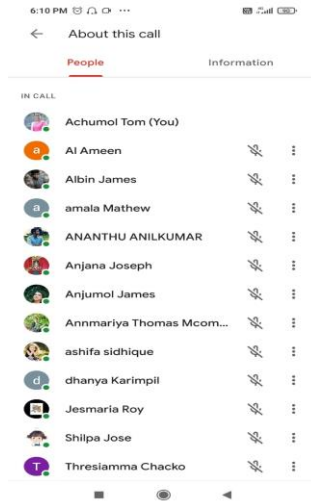 6:10 PM
About this call
People Information
IN CALL
Achumol Tom (You)
a Al Ameen
Albin James
a amala Mathew
ANANTHU ANILKUMAR
Anjana Joseph
Anjumol James
Annmariya Thomas Mcom...
ashifa sidhique
d dhanya Karimpil
Jesmaria Roy
Shilpa Jose
T Thresiamma Chacko